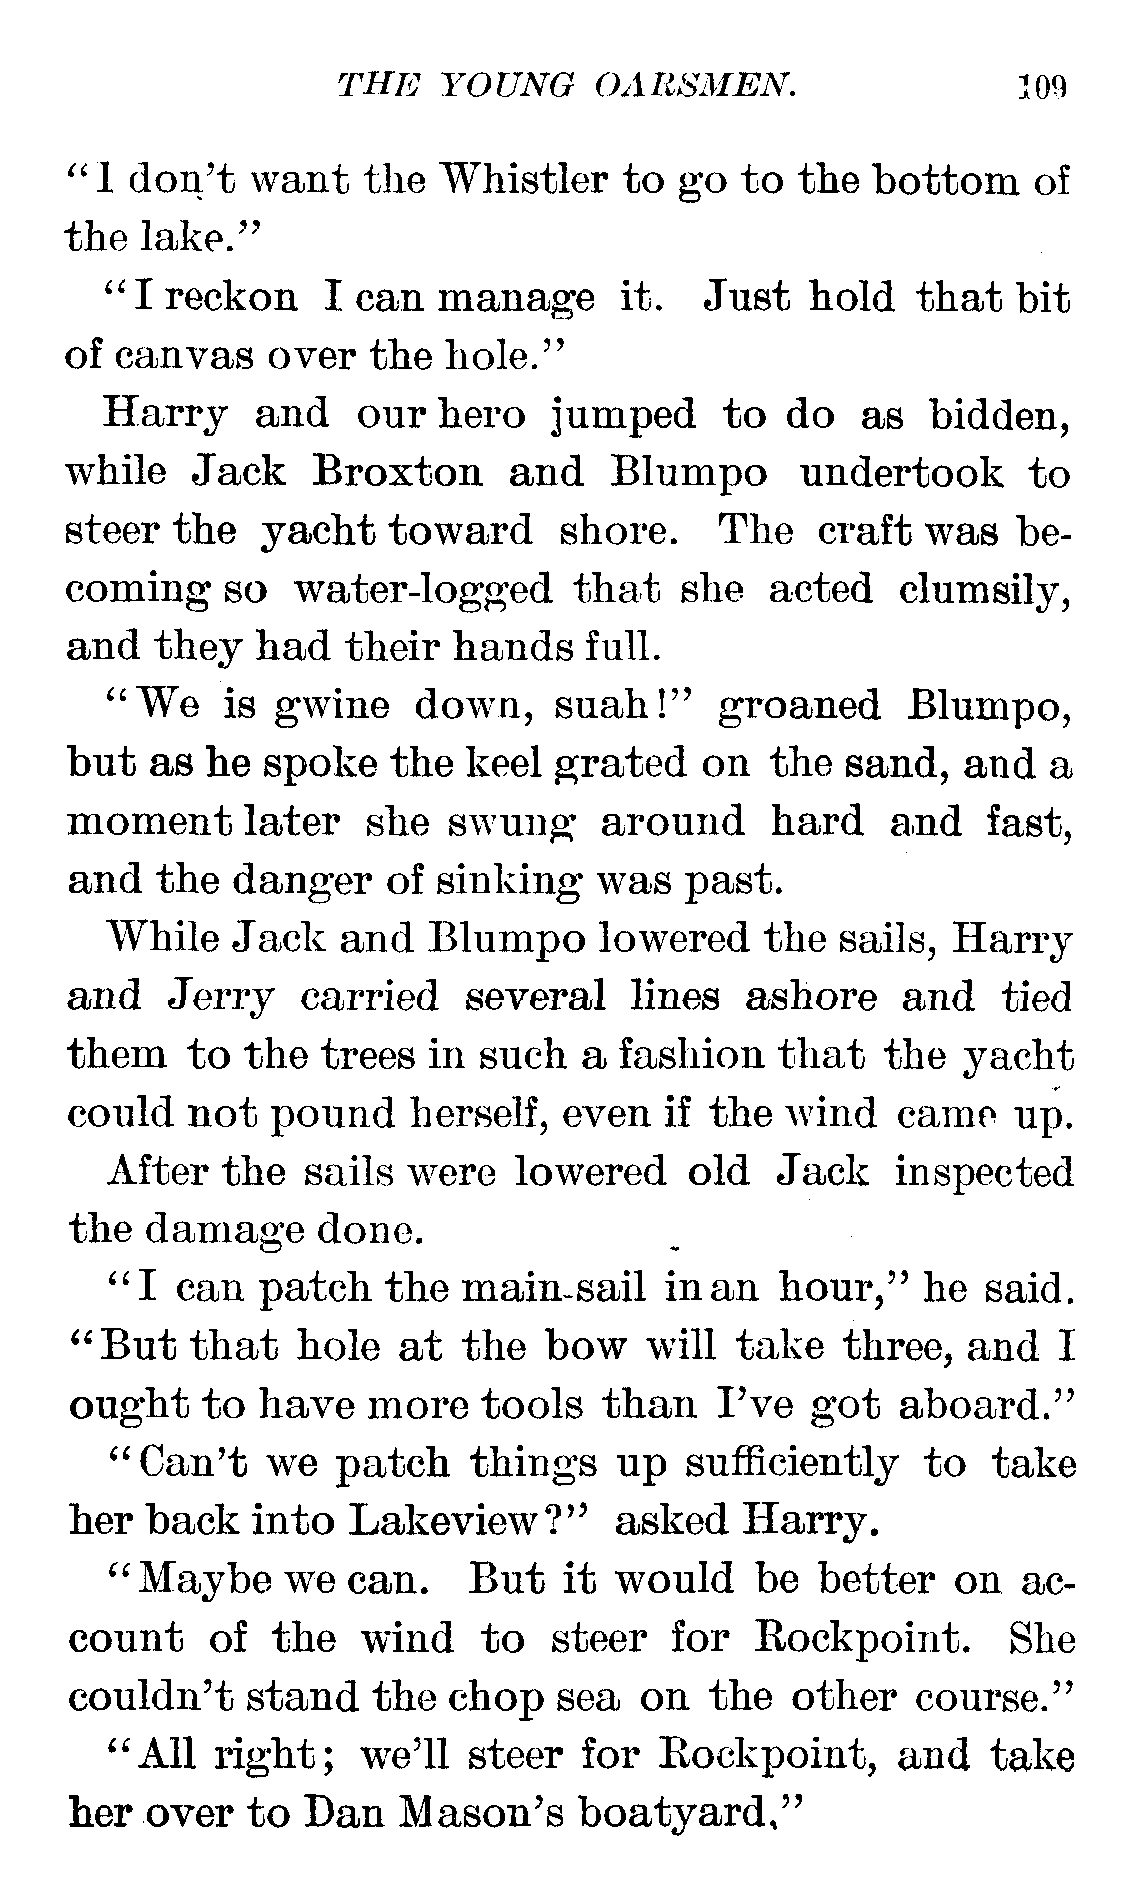 THE YOUNG OARSMEN. 109
“I don’t want the Whistler to go to the bottom of
the lake.”
“I reckon I can manage it. Just hold that bit
of canvas over the hole.”
Harry and our hero jumped to do as bidden,
while Jack Broxton and Blumpo undertook to
steer the yacht toward shore. The craft was be-
coming so water-logged that she acted clumsily,
and they had their hands full.
“We is gwine down, suah!” groaned Blumpo,
but as he spoke the keel grated on the sand, and a
moment later she swung around hard and fast,
and the danger of sinking was past.
While Jack and Blumpo lowered the sails, Harry
and Jerry carried several lines ashore and tied
them to the trees in such a fashion that the yacht
could not pound herself, even if the wind came up.
After the sails were lowered old Jack inspected
the damage done.
“I can patch the main-sail in an hour,” he said.
“But that hole at the bow will take three, and I
ought to have more tools than I’ve got aboard.”
“Can’t we patch things up sufficiently to take
her back into Lakeview?” asked Harry.
“Maybe we can. But it would be better on ac-
count of the wind to steer for Rockpoint. She
couldn’t stand the chop sea on the other course.”
“All right; we’ll steer for Rockpoint, and take
her over to Dan Mason’s boatyard.”